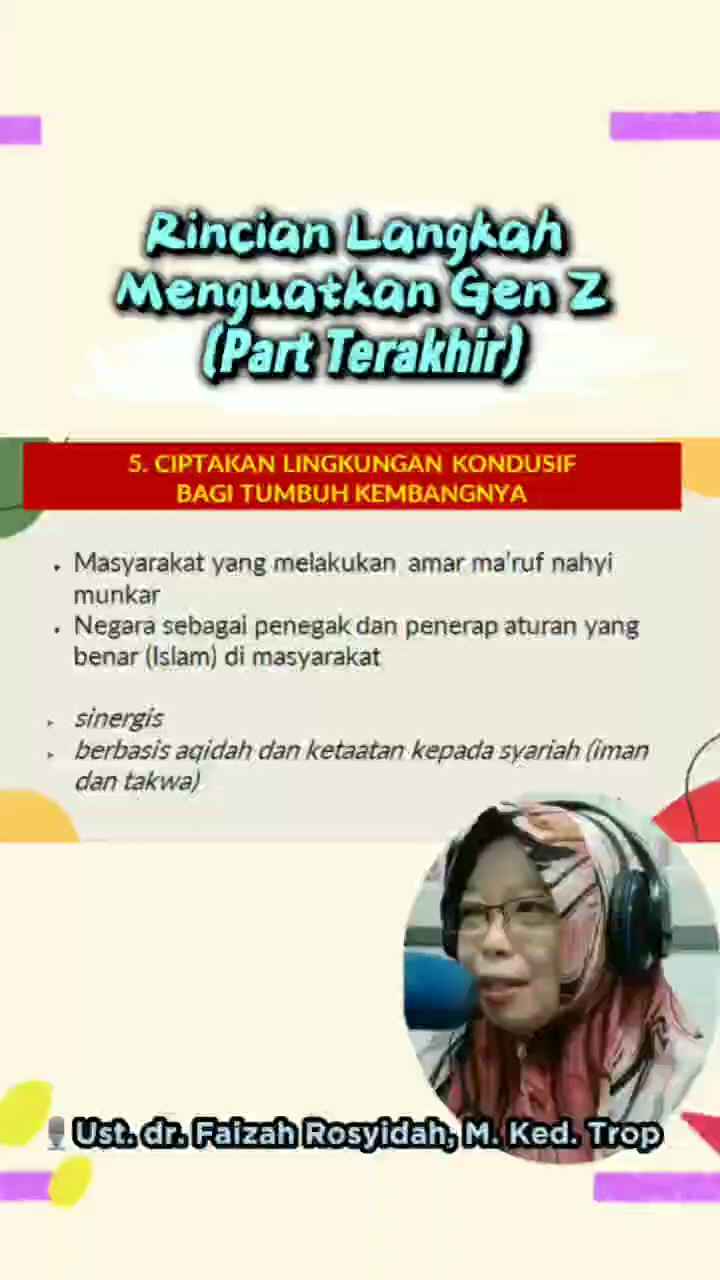 Rincian Langkah
Menguatkan Gen Z
(Part Terakhir)
5. CIPTAKAN LINGKUNGAN KONDUSIF
BAGI TUMBUH KEMBANGNYA
• Masyarakat yang melakukan amar ma'ruf nahyi
munkar
• Negara sebagai penegak dan penerap aturan yang
benar (Islam) di masyarakat
▸ sinergis
▸ berbasis aqidah dan ketaatan kepada syariah (iman
dan takwa)
Ust. dr. Faizah Rosyidah, M. Ked. Trop